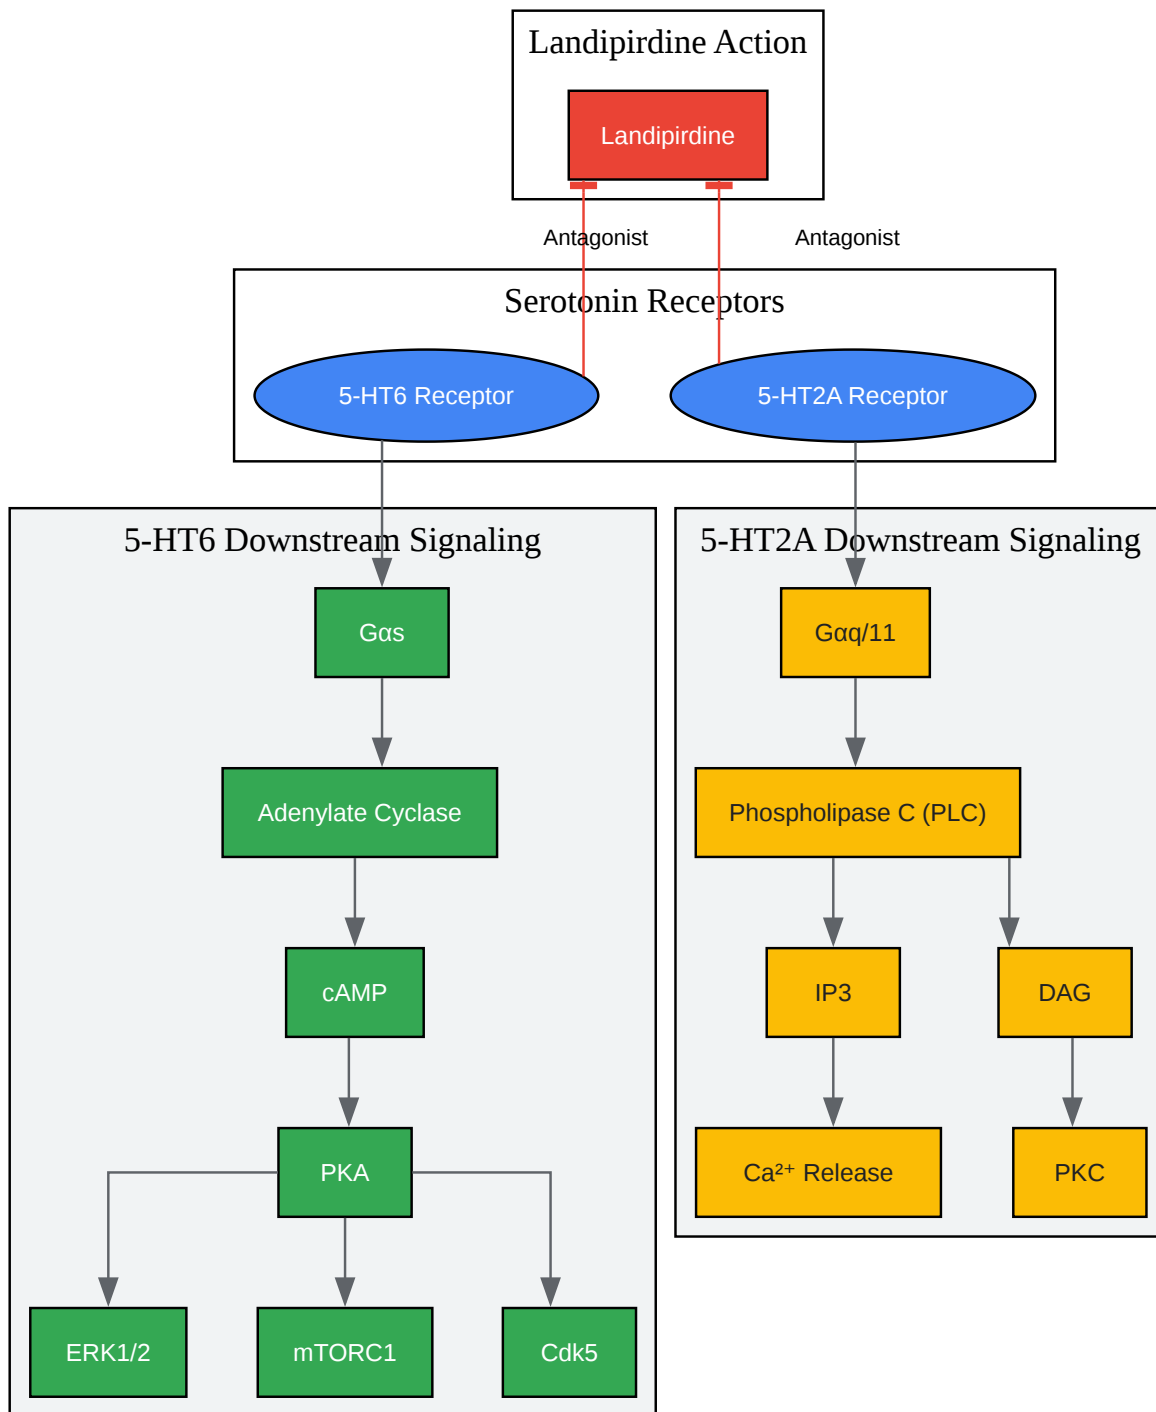 Landipirdine Action
Landipirdine
Antagonist
Antagonist
Serotonin Receptors
5-HT6 Receptor
5-HT2A Receptor
5-HT6 Downstream Signaling
5-HT2A Downstream Signaling
Gαs
Gαq/11
Adenylate Cyclase
Phospholipase C (PLC)
cAMP
IP3
DAG
PKA
Ca²⁺ Release
PKC
ERK1/2
mTORC1
Cdk5